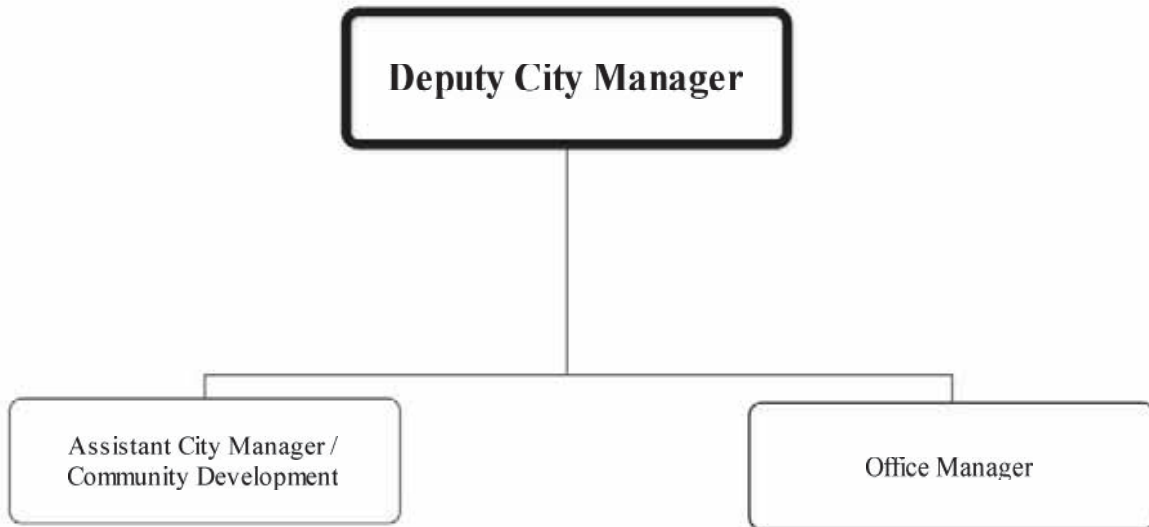 Deputy City Manager
Assistant City Manager /
Community Development
Office Manager